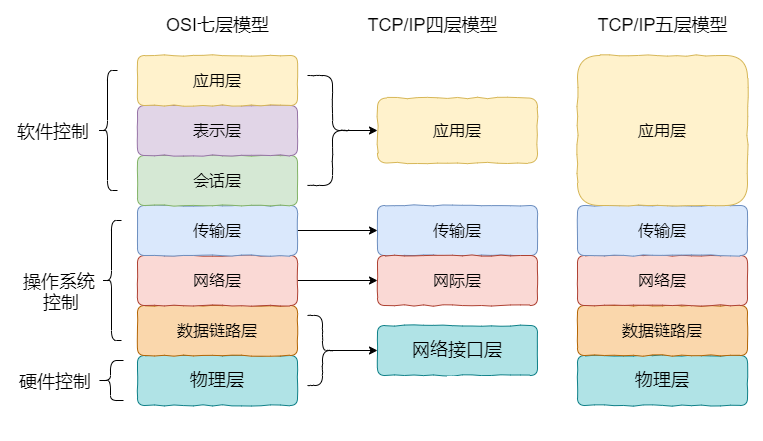 OSI七层模型
TCP/IP四层模型
TCP/IP五层模型
软件控制
操作系统
控制
硬件控制
应用层
表示层
会话层
传输层
网络层
数据链路层
物理层
应用层
传输层
网际层
网络接口层
应用层
传输层
网络层
数据链路层
物理层